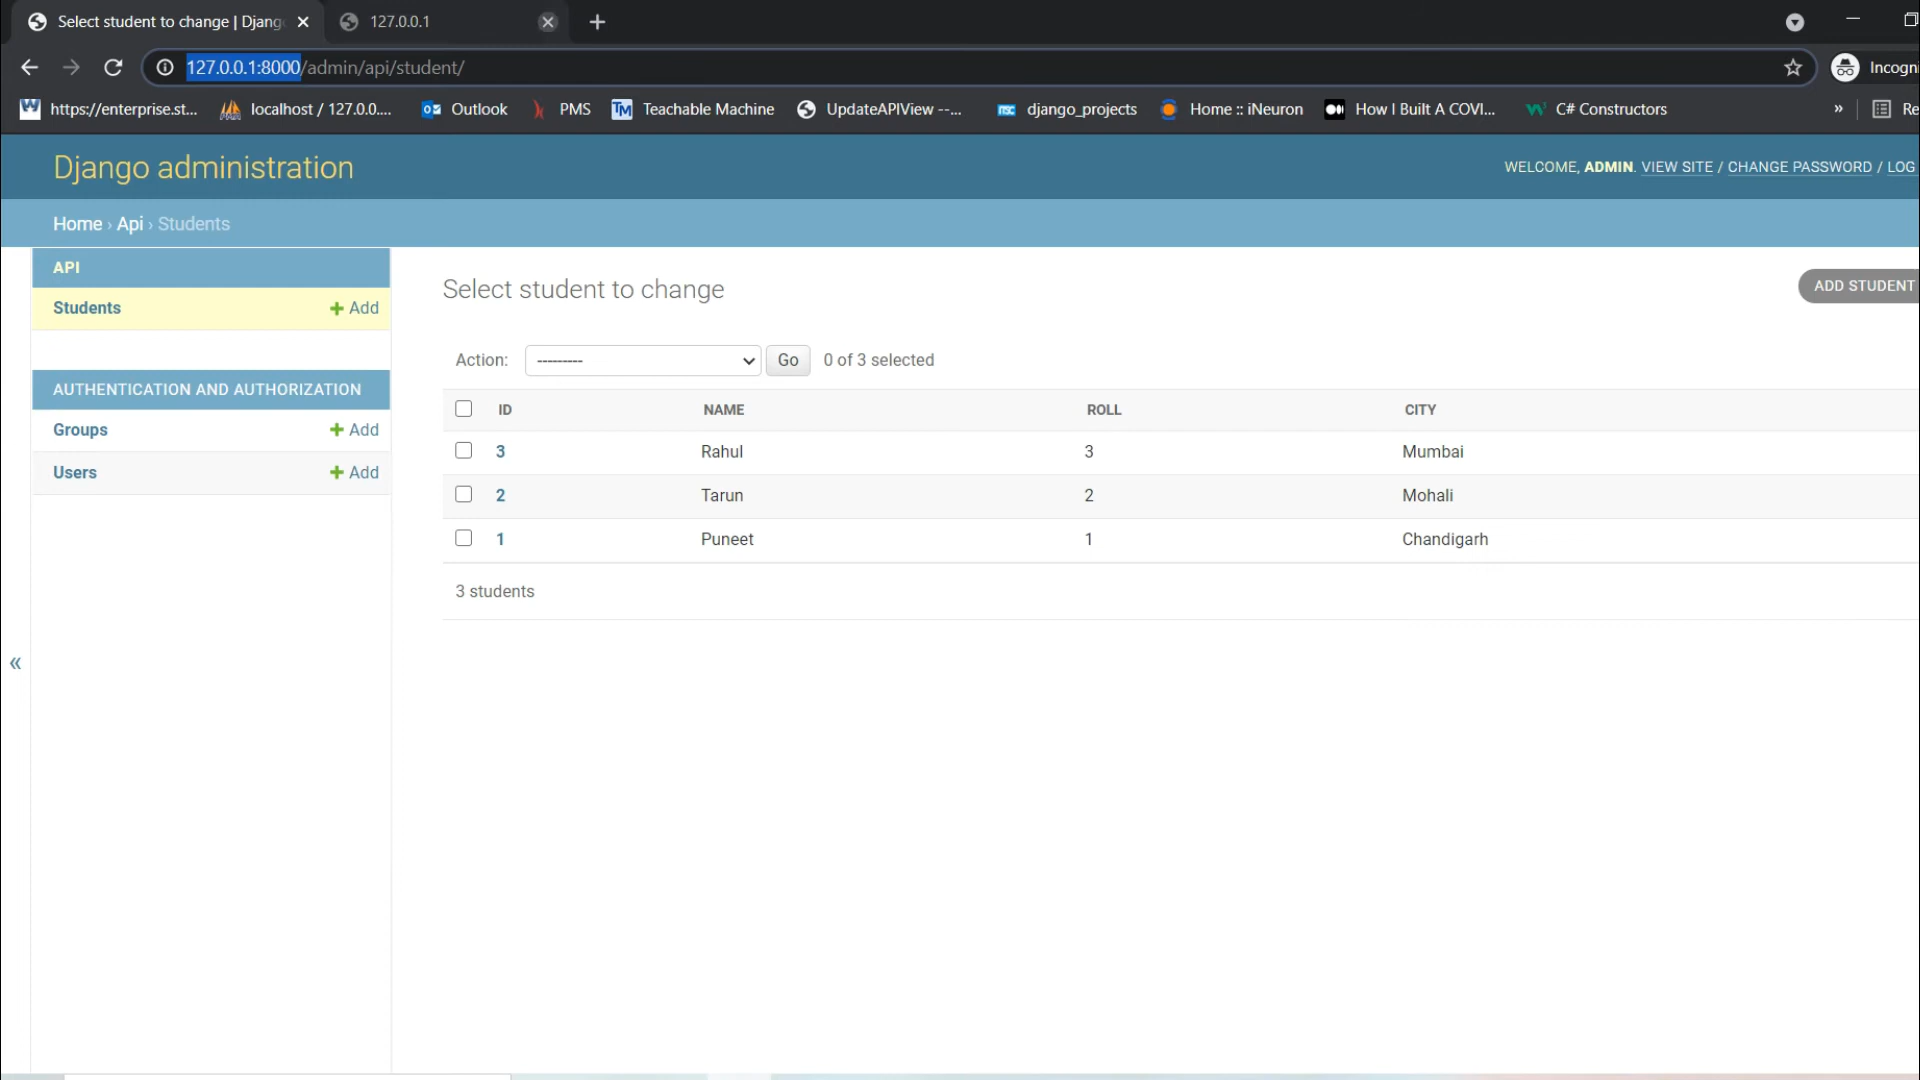 Select student to change | Djang
127.0.0.1
127.0.0.1:8000/admin/api/student/
Incogni
https://enterprise.st...
localhost / 127.0.0....
Outlook
PMS
TM
Teachable Machine
UpdateAPIView --...
django_projects
Home :: iNeuron
How I Built A COVI...
C# Constructors
»
Re
Django administration
WELCOME, ADMIN. VIEW SITE / CHANGE PASSWORD / LOG
Home › Api › Students
API
Students + Add
AUTHENTICATION AND AUTHORIZATION
Groups + Add
Users + Add
«
Select student to change
ADD STUDENT
Action: --------- Go 0 of 3 selected
ID NAME ROLL CITY
3 Rahul 3 Mumbai
2 Tarun 2 Mohali
1 Puneet 1 Chandigarh
3 students